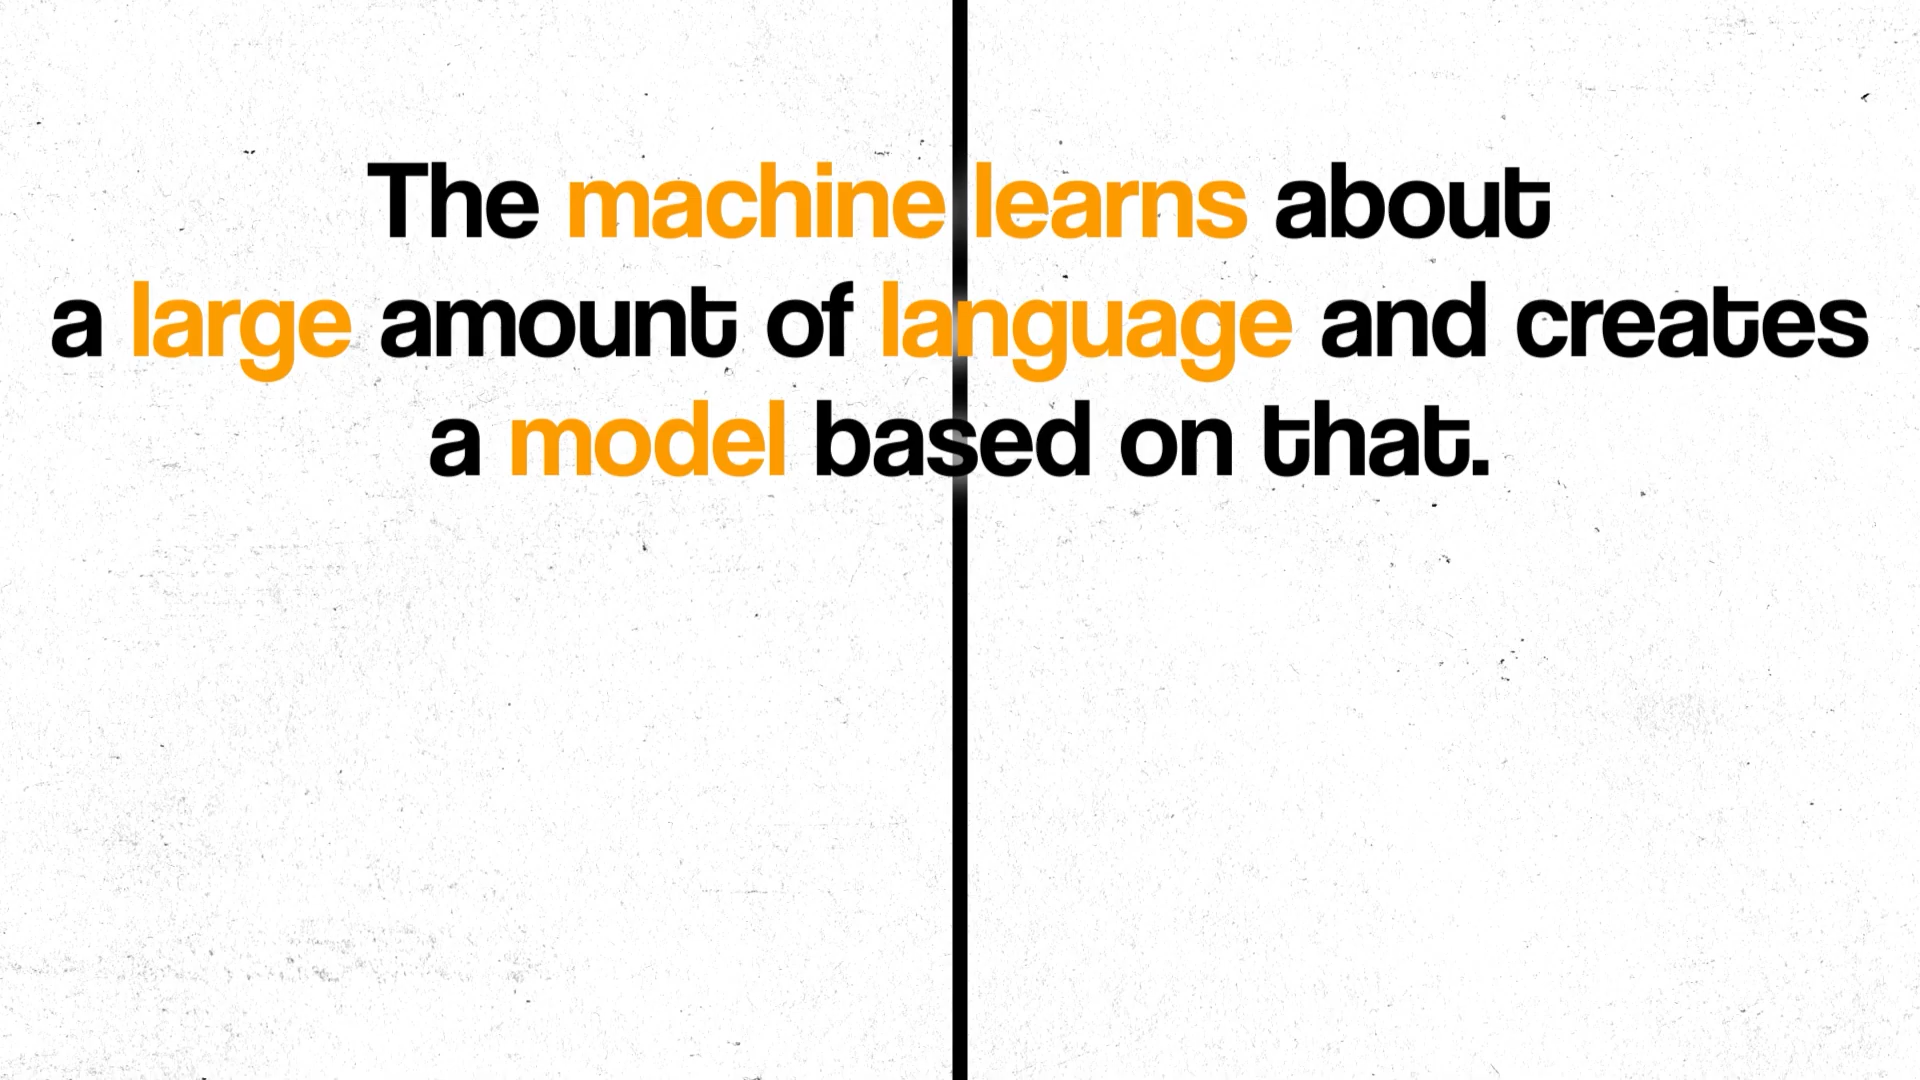 The machine learns about
a large amount of language and creates
a model based on that.